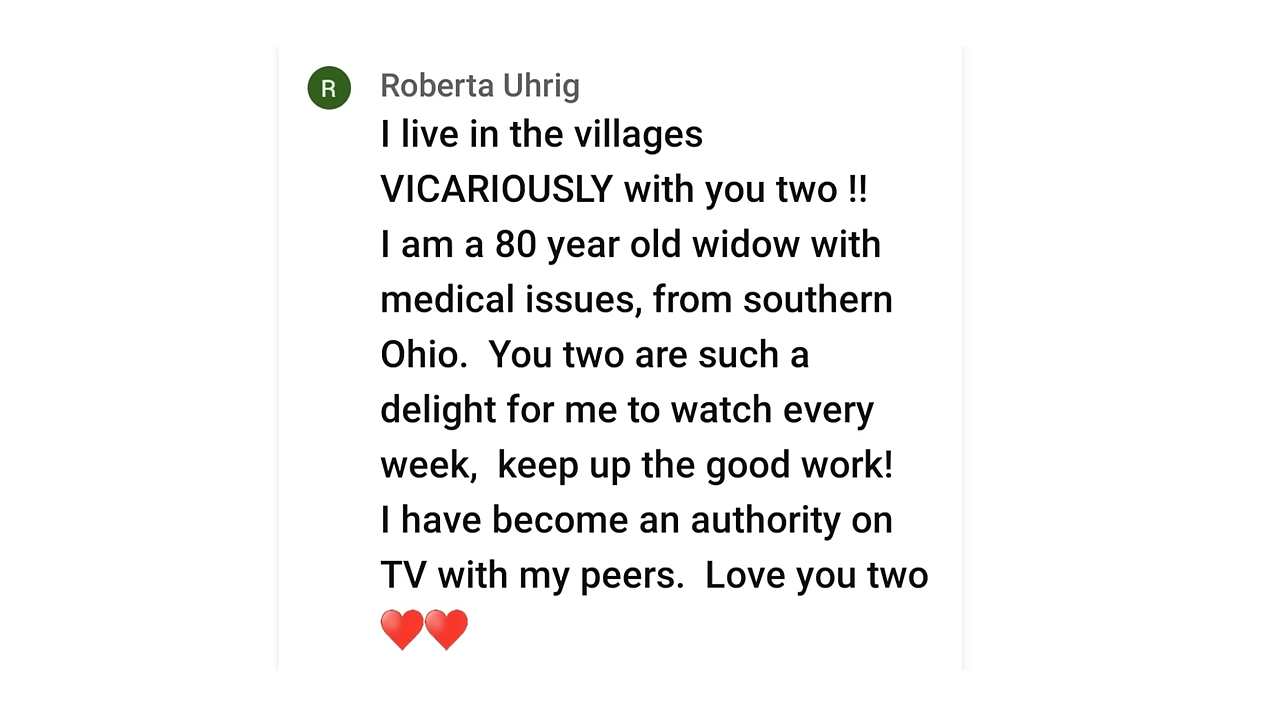 R
Roberta Uhrig
I live in the villages
VICARIOUSLY with you two !!
I am a 80 year old widow with
medical issues, from southern
Ohio.  You two are such a
delight for me to watch every
week,  keep up the good work!
I have become an authority on
TV with my peers.  Love you two
❤️❤️